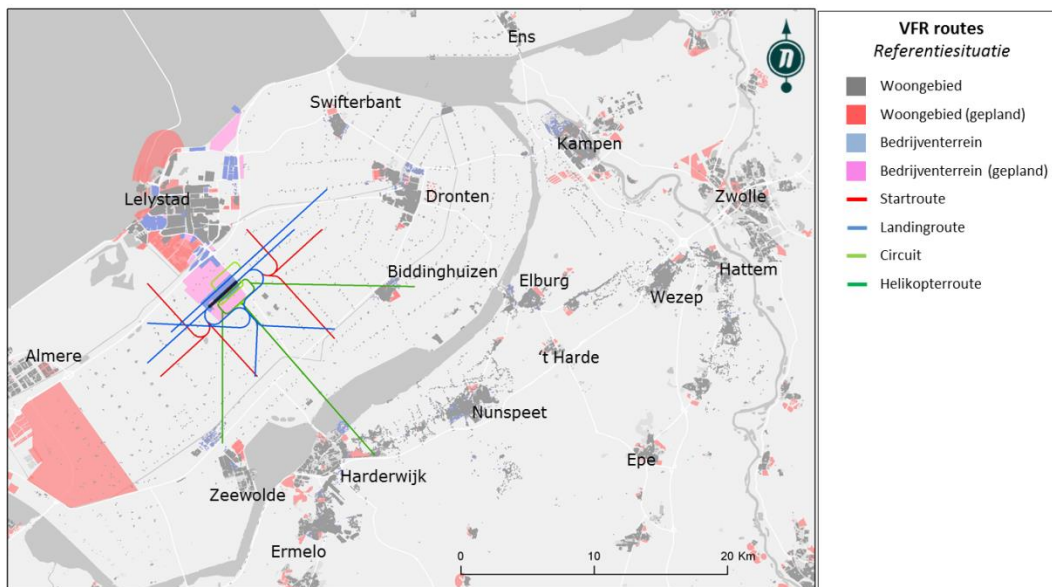 Ens
Swifterbant
Kampen
Lelystad
Dronten
Zwolle
Biddinghuizen
Elburg
Hattem
Wezep
Almere
't Harde
Nunspeet
Epe
Harderwijk
Zeewolde
Ermelo
0 10 20 Km
VFR routes
Referentiesituatie
Woongebied
Woongebied (gepland)
Bedrijventerrein
Bedrijventerrein (gepland)
Startroute
Landingroute
Circuit
Helikopterroute